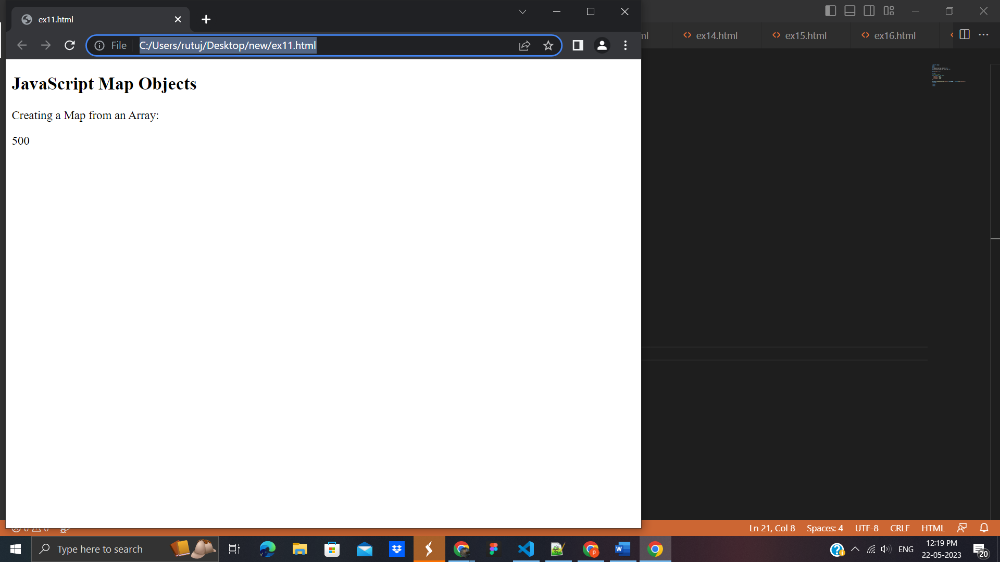 ex11.html
File
C:/Users/rutuj/Desktop/new/ex11.html
ml
ex14.html
ex15.html
ex16.html
JavaScript Map Objects
Creating a Map from an Array:
500
Ln 21, Col 8
Spaces: 4
UTF-8
CRLF
HTML
Type here to search
ENG
12:19 PM
22-05-2023
20